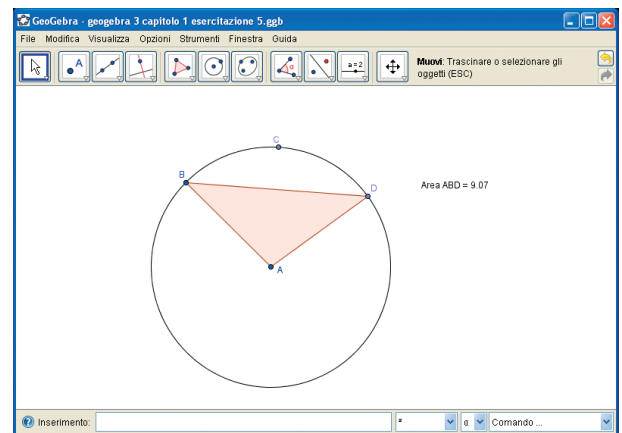 GeoGebra - geogebra 3 capitolo 1 esercitazione 5.ggb
File Modifica Visualizza Opzioni Strumenti Finestra Guida
A
α
a = 2
Muovi: Trascinare o selezionare gli
oggetti (ESC)
C
B
D
Area ABD = 9.07
A
Inserimento:
α
Comando ...